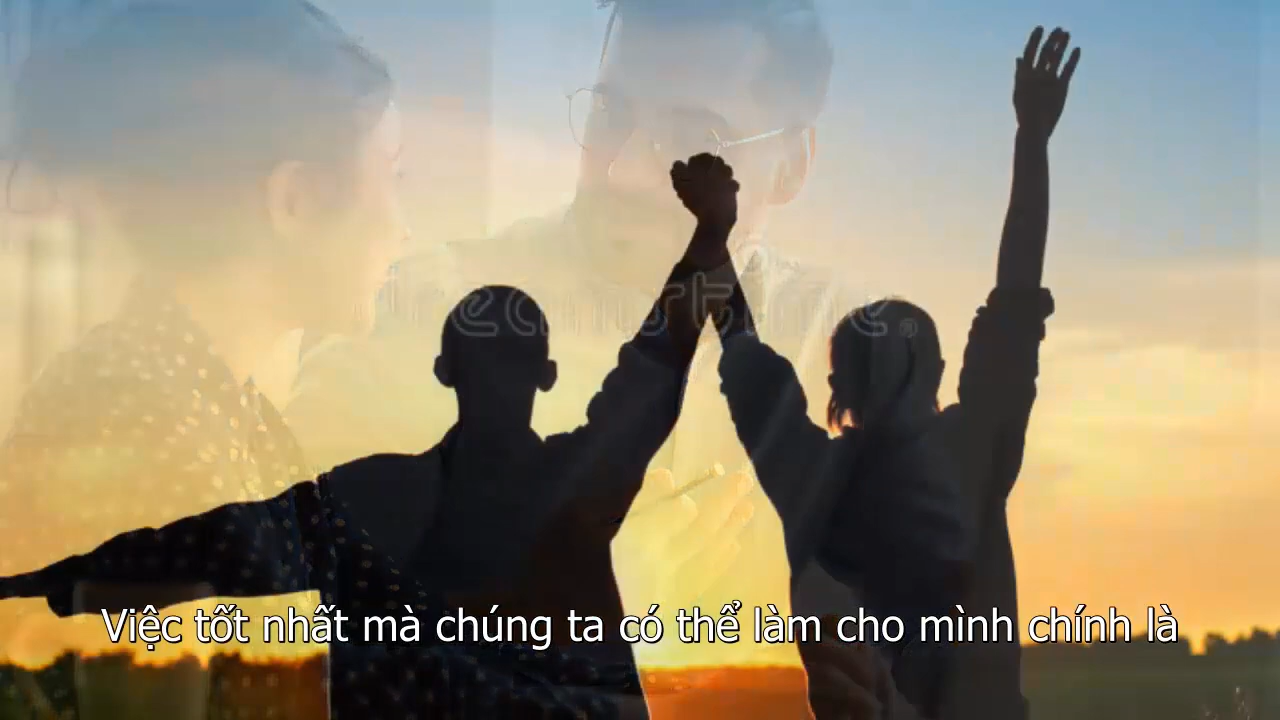 Việc tốt nhất mà chúng ta có thể làm cho mình chính là